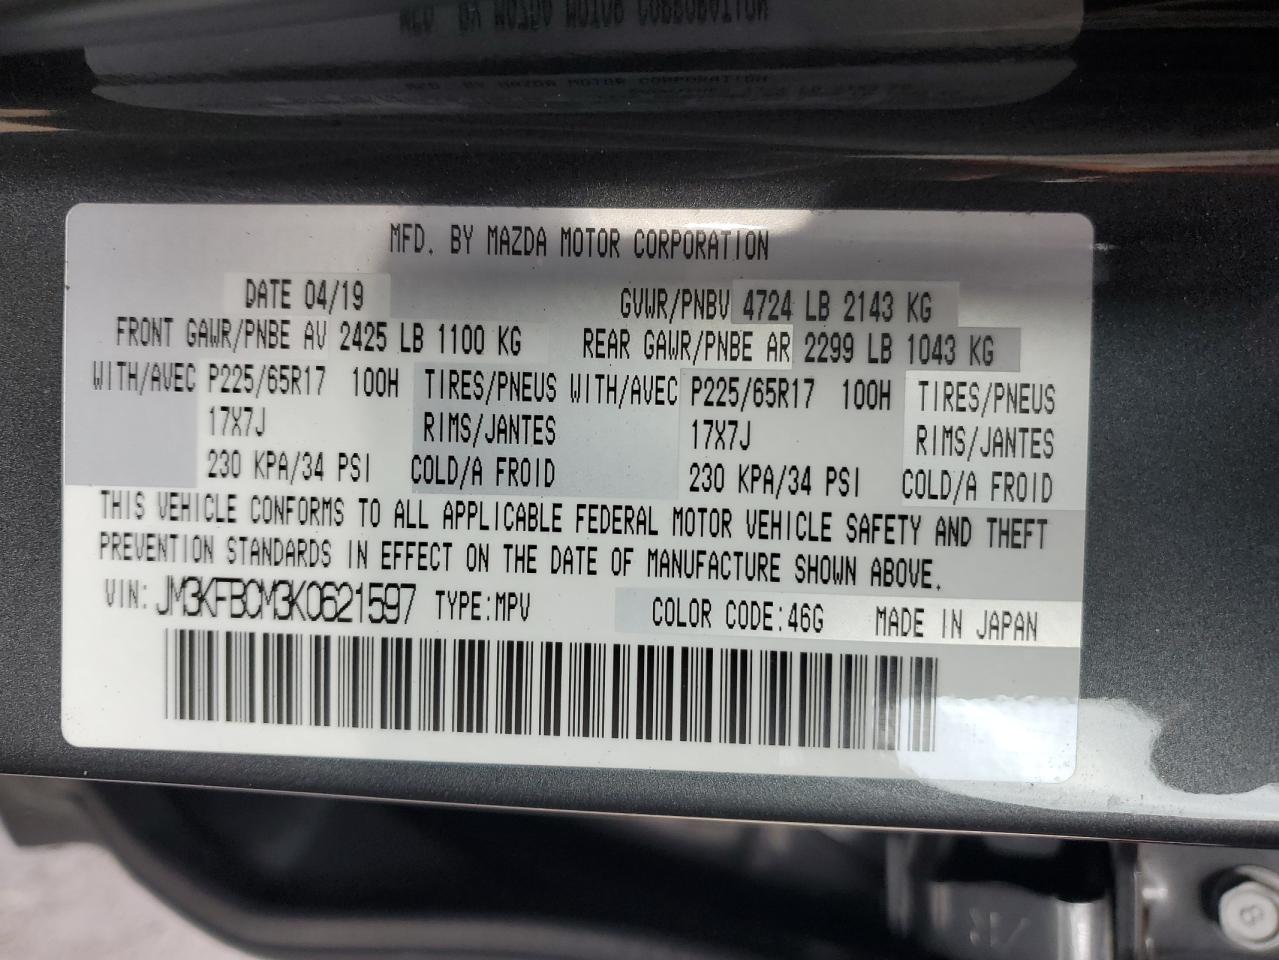 MFD. BY MAZDA MOTOR CORPORATION
DATE 04/19 GVWR/PNBV 4724 LB 2143 KG
FRONT GAWR/PNBE AV 2425 LB 1100 KG REAR GAWR/PNBE AR 2299 LB 1043 KG
WITH/AVEC P225/65R17 100H TIRES/PNEUS WITH/AVEC P225/65R17 100H TIRES/PNEUS
17X7J RIMS/JANTES 17X7J RIMS/JANTES
230 KPA/34 PSI COLD/A FROID 230 KPA/34 PSI COLD/A FROID
THIS VEHICLE CONFORMS TO ALL APPLICABLE FEDERAL MOTOR VEHICLE SAFETY AND THEFT
PREVENTION STANDARDS IN EFFECT ON THE DATE OF MANUFACTURE SHOWN ABOVE.
VIN: JM3KFBCM3K0621597 TYPE:MPV COLOR CODE:46G MADE IN JAPAN
8